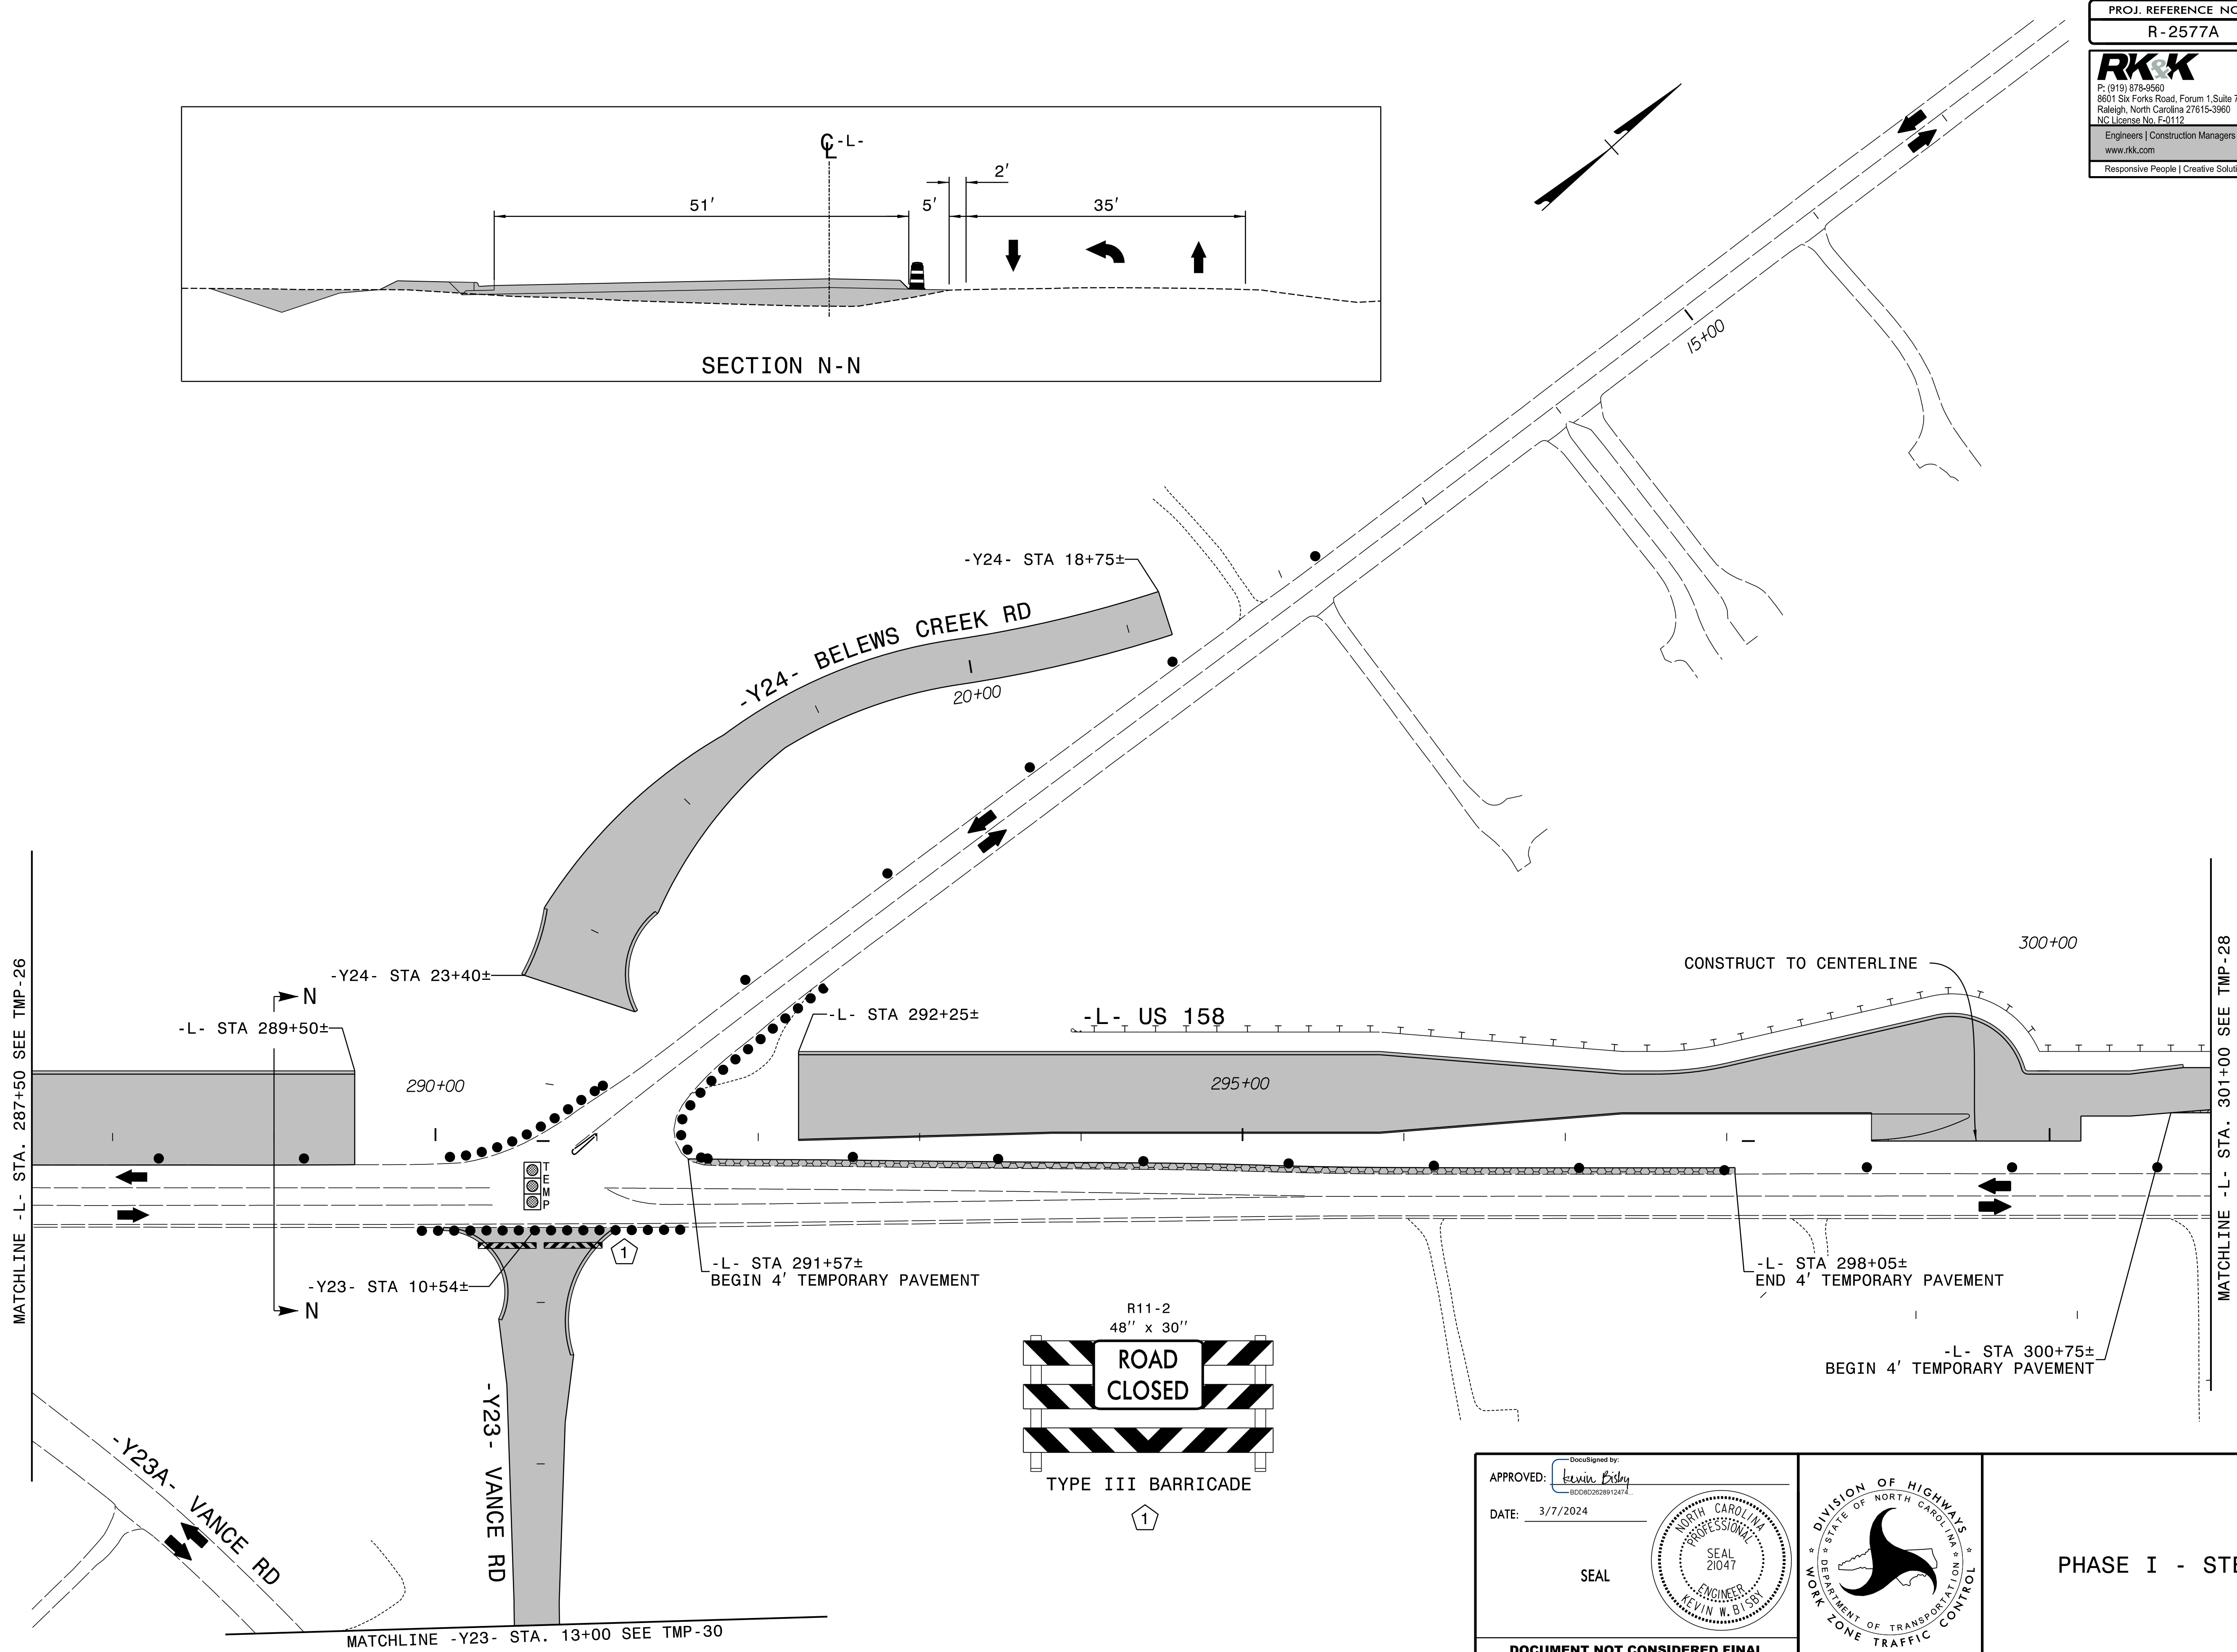 PROJ. REFERENCE NO
R-2577A
RK&K
P: (919) 878-9560
8601 Six Forks Road, Forum 1, Suite 7
Raleigh, North Carolina 27615-3960
NC License No. F-0112
Engineers | Construction Managers
www.rkk.com
Responsive People | Creative Soluti
℄ -L-
2'
51'
5'
35'
SECTION N-N
15+00
-Y24- STA 18+75±
-Y24- BELEWS CREEK RD
20+00
-Y24- STA 23+40±
N
-L- STA 289+50±
-L- STA 292+25±
-L- US 158
CONSTRUCT TO CENTERLINE
300+00
290+00
295+00
MATCHLINE -L- STA. 287+50 SEE TMP-26
MATCHLINE -L- STA. 301+00 SEE TMP-28
TEMP
1
-Y23- STA 10+54±
N
-L- STA 291+57±
BEGIN 4' TEMPORARY PAVEMENT
-L- STA 298+05±
END 4' TEMPORARY PAVEMENT
-L- STA 300+75±
BEGIN 4' TEMPORARY PAVEMENT
R11-2
48" x 30"
ROAD
CLOSED
TYPE III BARRICADE
1
-Y23- VANCE RD
-Y23A- VANCE RD
MATCHLINE -Y23- STA. 13+00 SEE TMP-30
DocuSigned by:
APPROVED: Kevin Bisby
BDD8D2628912474...
DATE: 3/7/2024
SEAL
NORTH CAROLINA
PROFESSIONAL
SEAL
21047
ENGINEER
KEVIN W. BISBY
DOCUMENT NOT CONSIDERED FINAL
DIVISION OF HIGHWAYS
STATE OF NORTH CAROLINA
DEPARTMENT OF TRANSPORTATION
WORK ZONE TRAFFIC CONTROL
PHASE I - STE